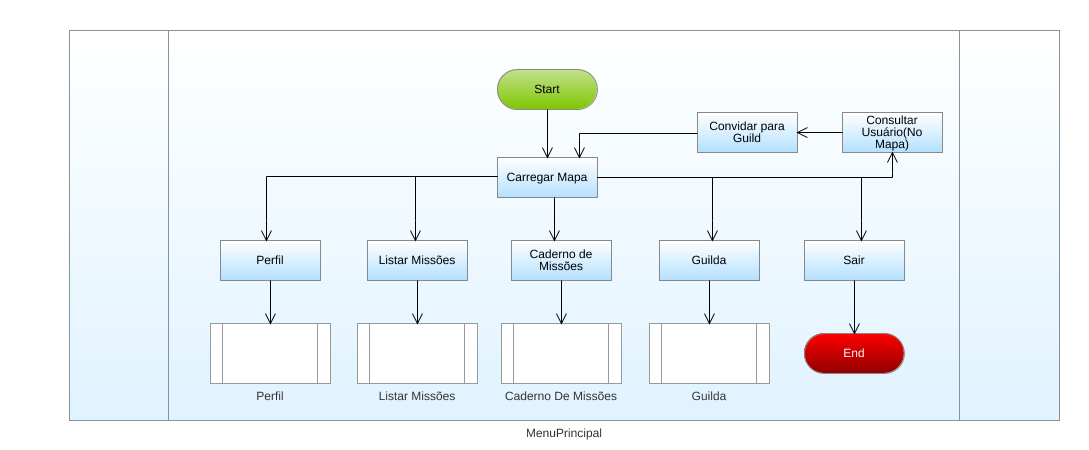 Start
Convidar para
Guild
Consultar
Usuário(No
Mapa)
Carregar Mapa
Perfil
Listar Missões
Caderno de
Missões
Guilda
Sair
End
Perfil
Listar Missões
Caderno De Missões
Guilda
MenuPrincipal